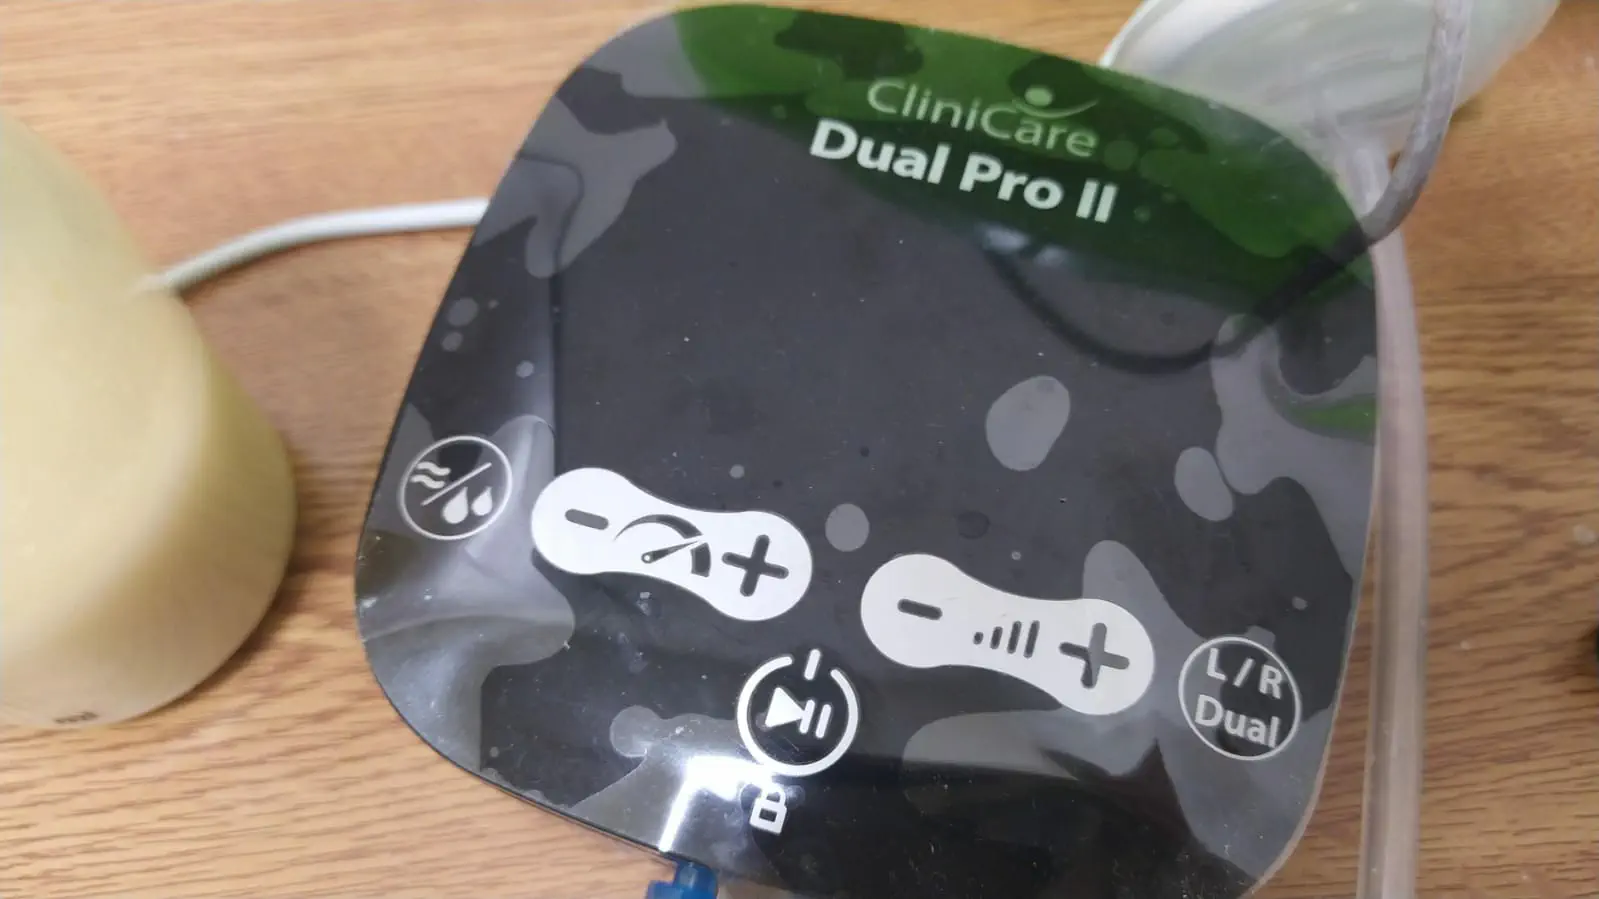 CliniCare
Dual Pro II
L / R
Dual